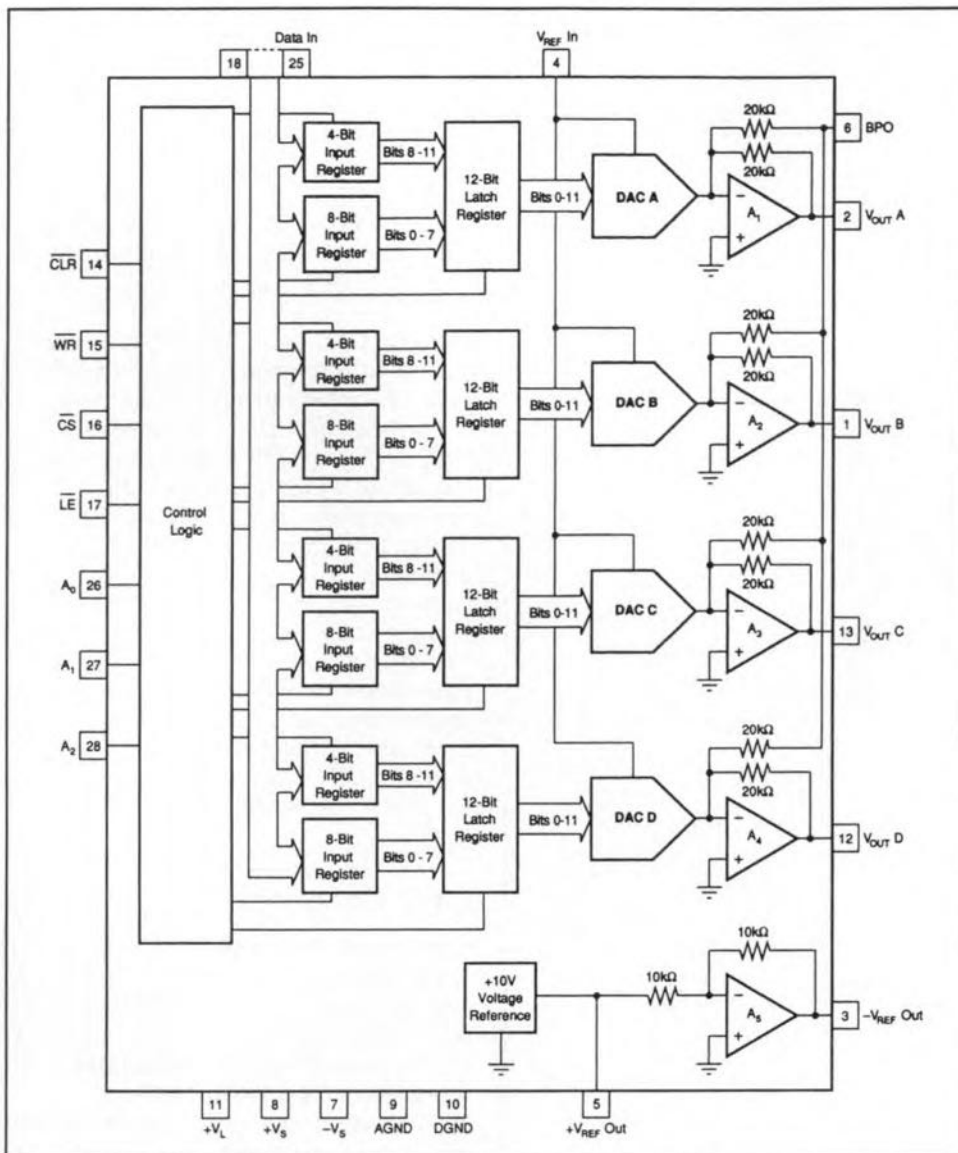 Data In
18
25
V_REF In
4
4-Bit Input Register
Bits 8 -11
8-Bit Input Register
Bits 0 - 7
12-Bit Latch Register
Bits 0-11
DAC A
20kΩ
20kΩ
−
A1
+
6
BPO
2
V_OUT A
CLR
14
WR
15
CS
16
LE
17
A0
26
A1
27
A2
28
Control Logic
4-Bit Input Register
Bits 8 -11
8-Bit Input Register
Bits 0 - 7
12-Bit Latch Register
Bits 0-11
DAC B
20kΩ
20kΩ
−
A2
+
1
V_OUT B
4-Bit Input Register
Bits 8 -11
8-Bit Input Register
Bits 0 - 7
12-Bit Latch Register
Bits 0-11
DAC C
20kΩ
20kΩ
−
A3
+
13
V_OUT C
4-Bit Input Register
Bits 8 -11
8-Bit Input Register
Bits 0 - 7
12-Bit Latch Register
Bits 0-11
DAC D
20kΩ
20kΩ
−
A4
+
12
V_OUT D
+10V Voltage Reference
10kΩ
10kΩ
−
A5
+
3
−V_REF Out
11
+V_L
8
+V_S
7
−V_S
9
AGND
10
DGND
5
+V_REF Out